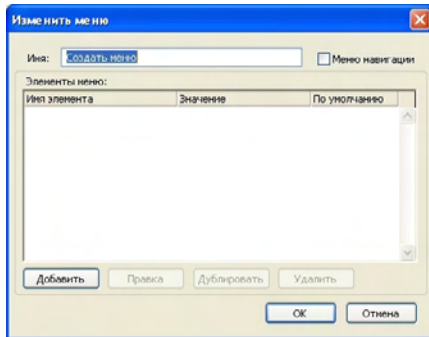 Изменить меню
Имя: Создать меню Меню навигации
Элементы меню:
Имя элемента Значение По умолчанию
Добавить Правка Дублировать Удалить
OK Отмена